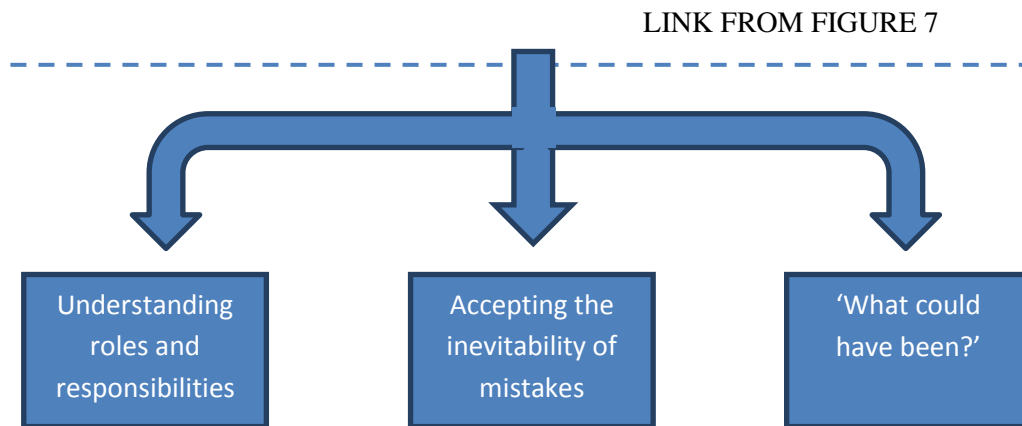 LINK FROM FIGURE 7
Understanding
roles and
responsibilities
Accepting the
inevitability of
mistakes
‘What could
have been?’